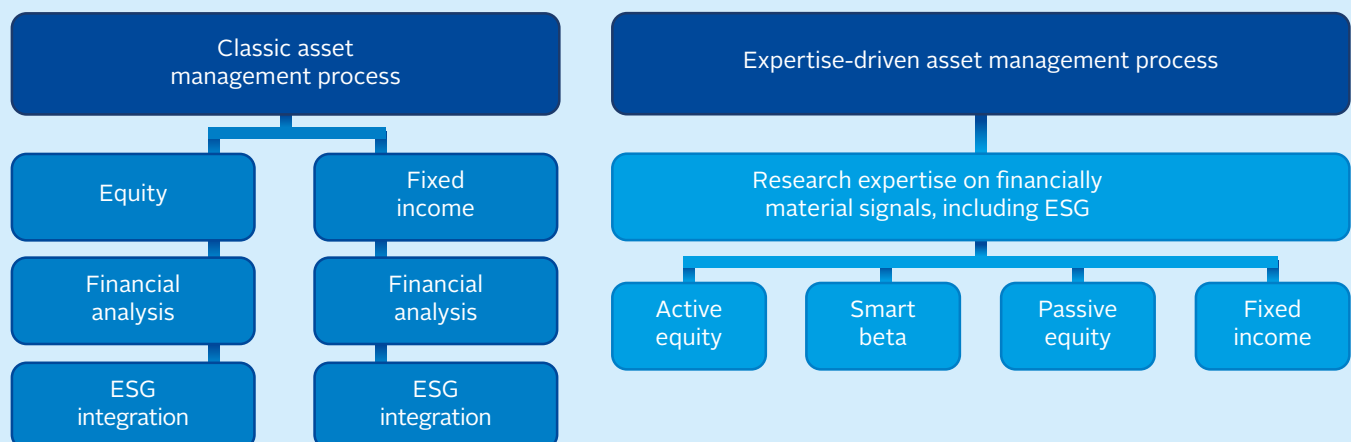 Classic asset
management process
Equity
Fixed
income
Financial
analysis
Financial
analysis
ESG
integration
ESG
integration
Expertise-driven asset management process
Research expertise on financially
material signals, including ESG
Active
equity
Smart
beta
Passive
equity
Fixed
income